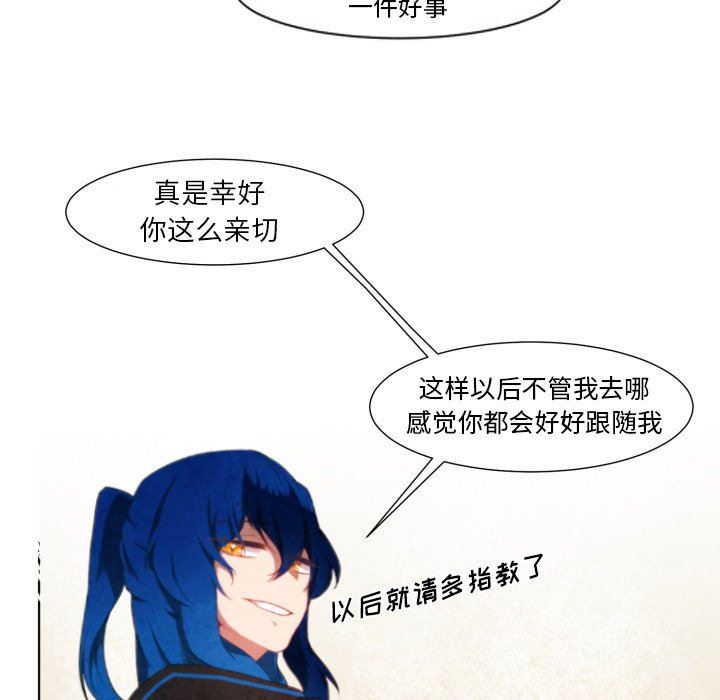 一件好事
真是幸好
你这么亲切
这样以后不管我去哪
感觉你都会好好跟随我
以后就请多指教了